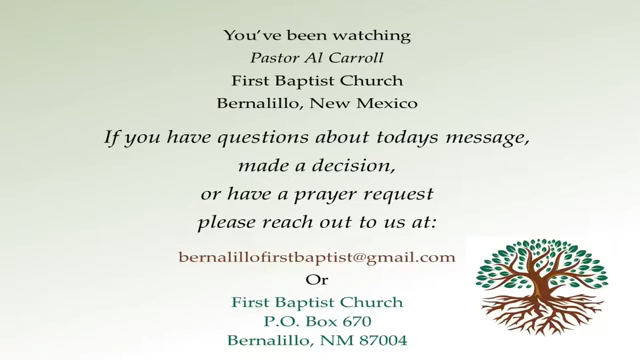 You've been watching
Pastor Al Carroll
First Baptist Church
Bernalillo, New Mexico
If you have questions about todays message,
made a decision,
or have a prayer request
please reach out to us at:
bernalillofirstbaptist@gmail.com
Or
First Baptist Church
P.O. Box 670
Bernalillo, NM 87004